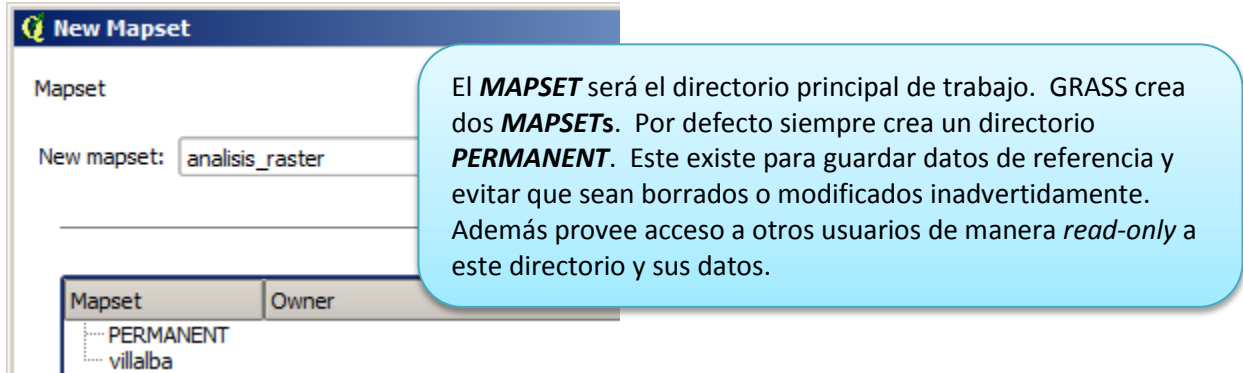 New Mapset
Mapset
New mapset: analisis_raster
Mapset Owner
PERMANENT
villalba
El MAPSET será el directorio principal de trabajo. GRASS crea
dos MAPSETs. Por defecto siempre crea un directorio
PERMANENT. Este existe para guardar datos de referencia y
evitar que sean borrados o modificados inadvertidamente.
Además provee acceso a otros usuarios de manera read-only a
este directorio y sus datos.